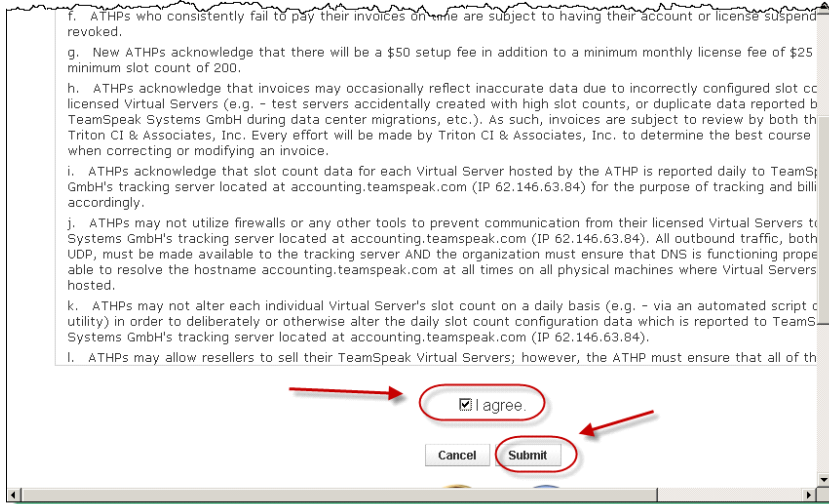 f. ATHPs who consistently fail to pay their invoices on time are subject to having their account or license suspend
revoked.
g. New ATHPs acknowledge that there will be a $50 setup fee in addition to a minimum monthly license fee of $25
minimum slot count of 200.
h. ATHPs acknowledge that invoices may occasionally reflect inaccurate data due to incorrectly configured slot co
licensed Virtual Servers (e.g. - test servers accidentally created with high slot counts, or duplicate data reported b
TeamSpeak Systems GmbH during data center migrations, etc.). As such, invoices are subject to review by both th
Triton CI & Associates, Inc. Every effort will be made by Triton CI & Associates, Inc. to determine the best course
when correcting or modifying an invoice.
i. ATHPs acknowledge that slot count data for each Virtual Server hosted by the ATHP is reported daily to TeamSp
GmbH's tracking server located at accounting.teamspeak.com (IP 62.146.63.84) for the purpose of tracking and billi
accordingly.
j. ATHPs may not utilize firewalls or any other tools to prevent communication from their licensed Virtual Servers to
Systems GmbH's tracking server located at accounting.teamspeak.com (IP 62.146.63.84). All outbound traffic, both
UDP, must be made available to the tracking server AND the organization must ensure that DNS is functioning prope
able to resolve the hostname accounting.teamspeak.com at all times on all physical machines where Virtual Servers
hosted.
k. ATHPs may not alter each individual Virtual Server's slot count on a daily basis (e.g. - via an automated script o
utility) in order to deliberately or otherwise alter the daily slot count configuration data which is reported to TeamS
Systems GmbH's tracking server located at accounting.teamspeak.com (IP 62.146.63.84).
l. ATHPs may allow resellers to sell their TeamSpeak Virtual Servers; however, the ATHP must ensure that all of th
I agree.
Cancel Submit